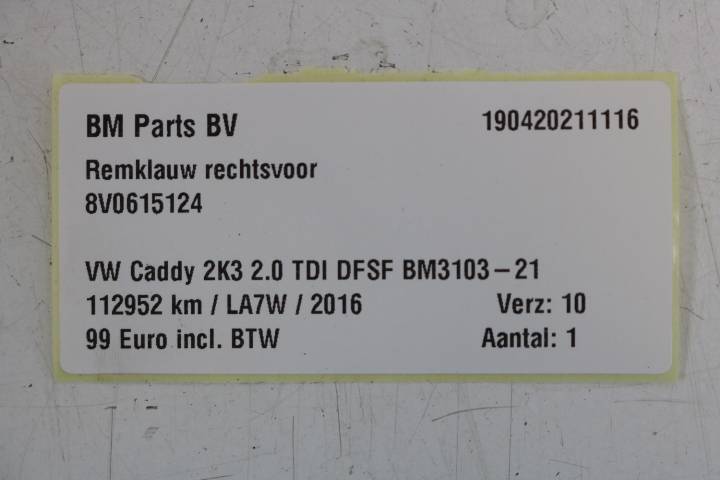 BM Parts BV 190420211116
Remklauw rechtsvoor
8V0615124
VW Caddy 2K3 2.0 TDI DFSF BM3103-21
112952 km / LA7W / 2016 Verz: 10
99 Euro incl. BTW Aantal: 1